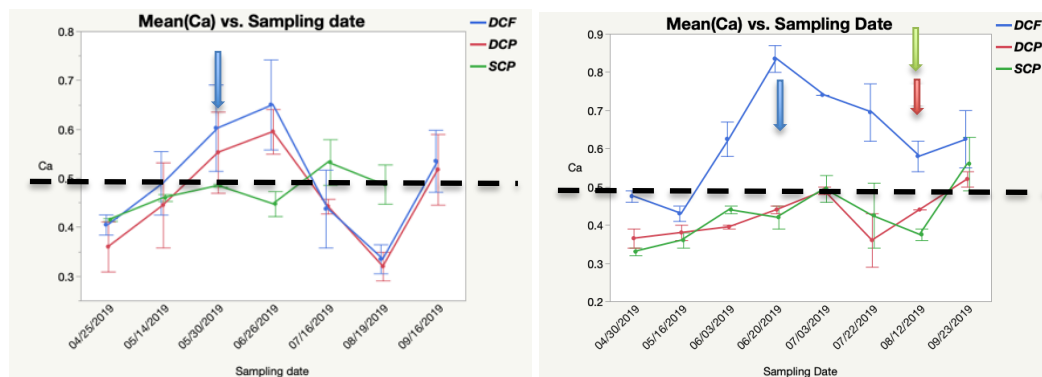 Mean(Ca) vs. Sampling date
DCF
DCP
SCP
0.8
0.7
0.6
0.5
0.4
0.3
Ca
04/25/2019
05/14/2019
05/30/2019
06/26/2019
07/16/2019
08/19/2019
09/16/2019
Sampling date
Mean(Ca) vs. Sampling Date
DCF
DCP
SCP
0.9
0.8
0.7
0.6
0.5
0.4
0.3
0.2
Ca
04/30/2019
05/16/2019
06/03/2019
06/20/2019
07/03/2019
07/22/2019
08/12/2019
09/23/2019
Sampling Date